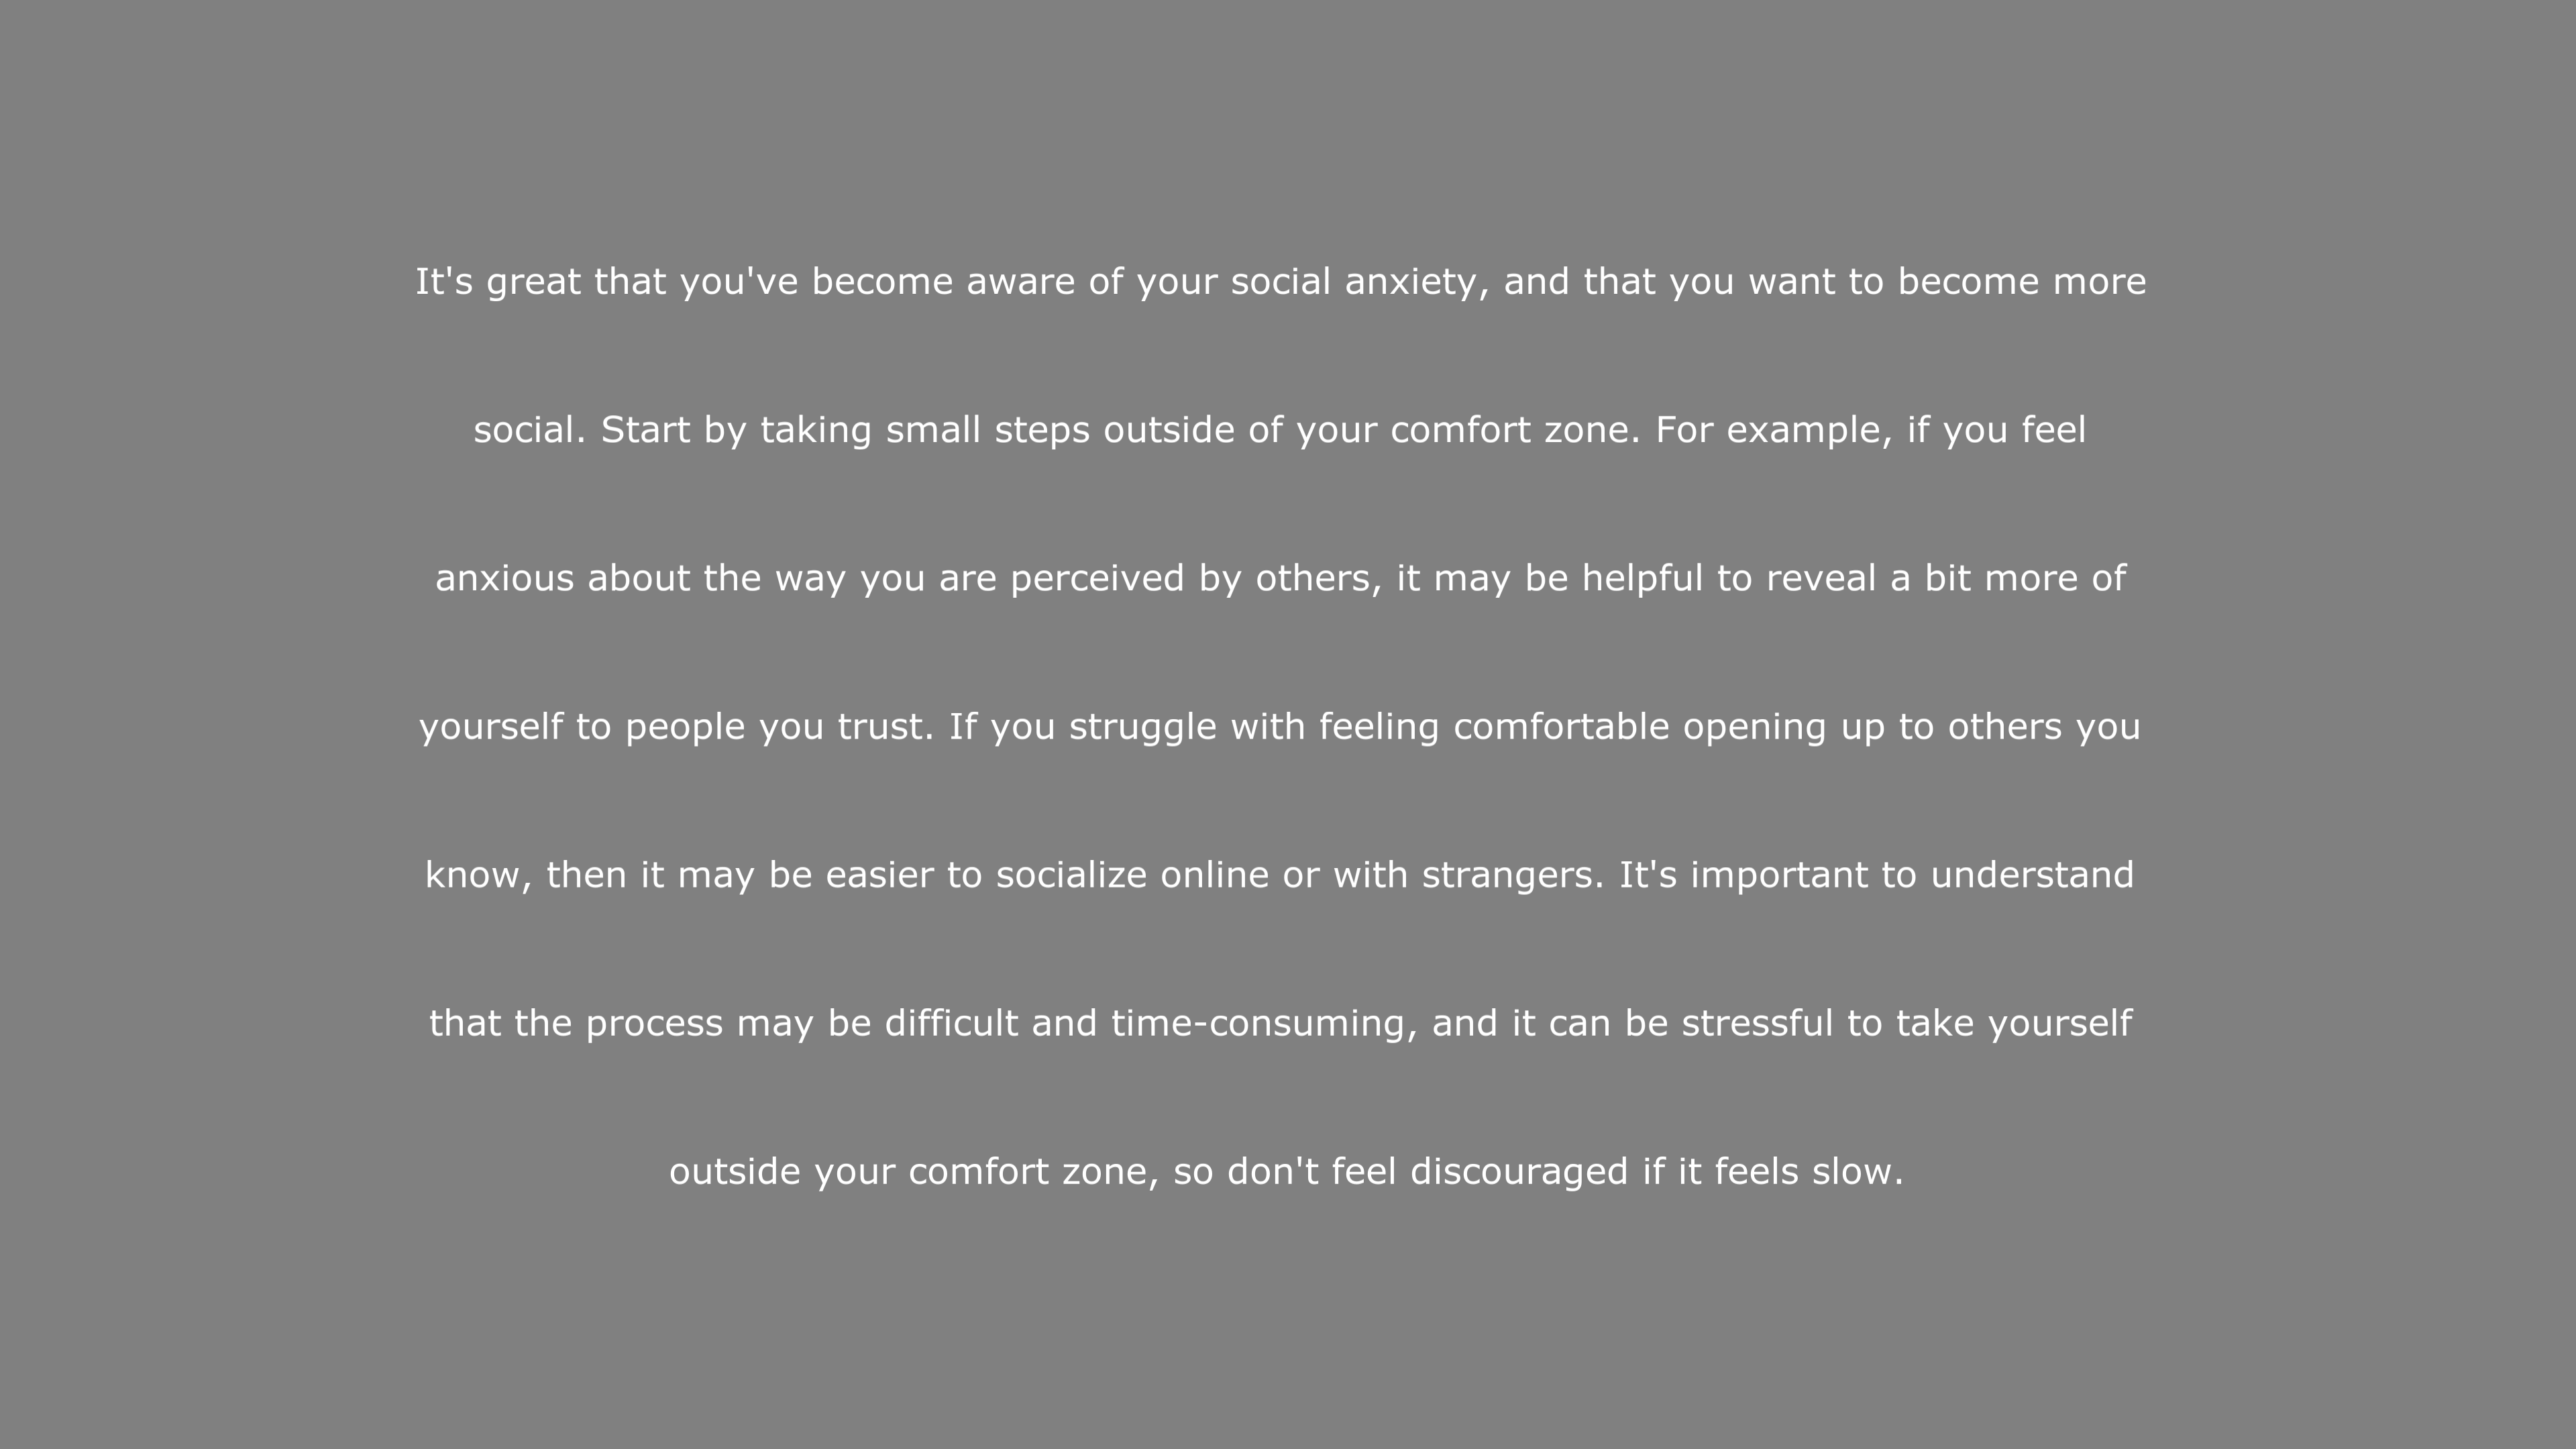 It's great that you've become aware of your social anxiety, and that you want to become more
social. Start by taking small steps outside of your comfort zone. For example, if you feel
anxious about the way you are perceived by others, it may be helpful to reveal a bit more of
yourself to people you trust. If you struggle with feeling comfortable opening up to others you
know, then it may be easier to socialize online or with strangers. It's important to understand
that the process may be difficult and time-consuming, and it can be stressful to take yourself
outside your comfort zone, so don't feel discouraged if it feels slow.